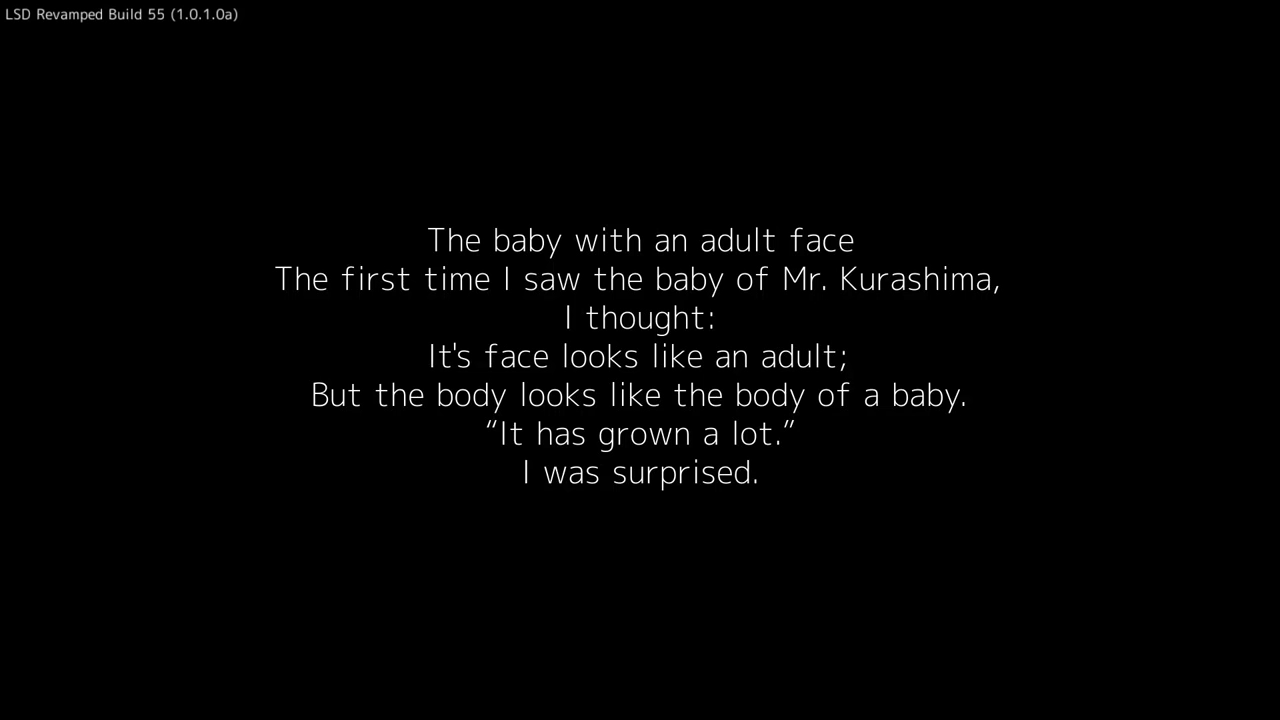 LSD Revamped Build 55 (1.0.1.0a)
The baby with an adult face
The first time I saw the baby of Mr. Kurashima,
I thought:
It's face looks like an adult;
But the body looks like the body of a baby.
“It has grown a lot.”
I was surprised.